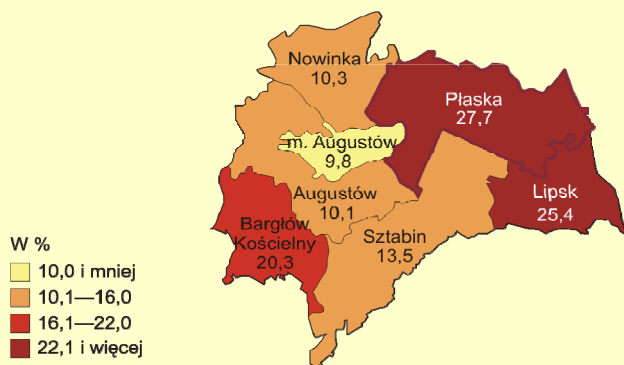 Nowinka
10,3
Płaska
27,7
m. Augustów
9,8
Augustów
10,1
Lipsk
25,4
Bargłów
Kościelny
20,3
Sztabin
13,5
W %
10,0 i mniej
10,1—16,0
16,1—22,0
22,1 i więcej